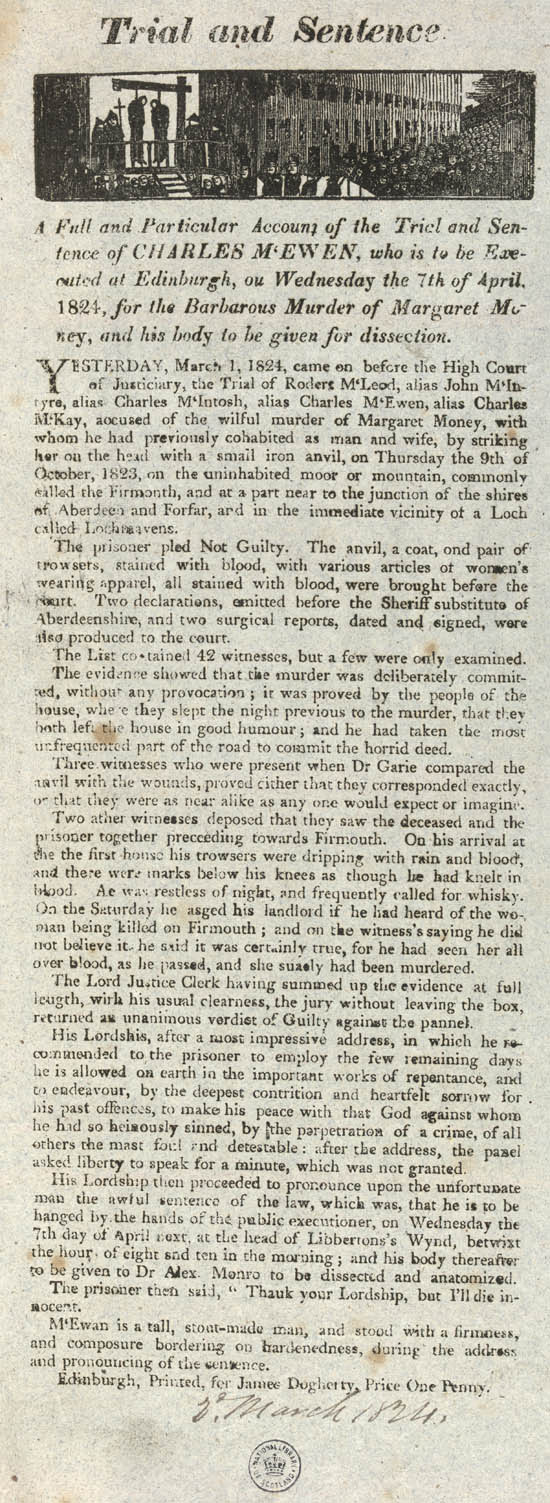 Trial and Sentence.
A Full and Particular Account of the Triel and Sen-
tence of CHARLES M‘EWEN, who is to be Exe-
outed at Edinburgh, ou Wednesday the 7th of April,
1824, for the Barbarous Murder of Margaret Mo-
ney, and his body to be given for dissection.
YESTERDAY, March 1, 1824, came on before the High Court
of Justiciary, the Trial of Rodert M‘Leod, alias John M‘In-
tyre, alias Charles M‘Intosh, alias Charles M‘Ewen, alias Charles
M‘Kay, accused of the wilful murder of Margaret Money, with
whom he had previously cohabited as man and wife, by striking
her on the head with a small iron anvil, on Thursday the 9th of
October, 1823, on the uninhabited moor or mountain, commonly
called the Firmonth, and at a part near to the junction of the shires
of Aberdeen and Forfar, and in the immediate vicinity of a Loch
called Lochmavens.
The prisoner pled Not Guilty. The anvil, a coat, ond pair of
trowsers, stained with blood, with various articles of women's
wearing apparel, all stained with blood, were brought before the
court. Two declarations, emitted before the Sheriff substitute of
Aberdeenshire, and two surgical reports, dated and signed, were
also produced to the court.
The List contained 42 witnesses, but a few were only examined.
The evidence showed that the murder was deliberately commit-
ted, without any provocation; it was proved by the people of the
house, where they slept the night previous to the murder, that they
both left the house in good humour; and he had taken the most
unfrequented part of the road to commit the horrid deed.
Three witnesses who were present when Dr Garie compared the
anvil with the wounds, proved either that they corresponded exactly,
or that they were as near alike as any one would expect or imagine.
Two ather witnesses deposed that they saw the deceased and the
prisoner together preceeding towards Firmouth. On his arrival at
the the first house his trowsers were dripping with rain and blood,
and there were marks below his knees as though he had knelt in
blood. Ae was restless of night, and frequently called for whisky.
On the Saturday he asged his landlord if he had heard of the wo-
man being killed on Firmouth; and on the witness's saying he did
not believe it, he said it was certainly true, for he had seen her all
over blood, as he passed, and she suaely had been murdered.
The Lord Justice Clerk having summed up the evidence at full
length, with his usual clearness, the jury without leaving the box,
returned as unanimous verdist of Guilty against the pannel.
His Lordshis, after a most impressive address, in which he re-
commended to the prisoner to employ the few remaining days
he is allowed on earth in the important works of repentance, and
to endeavour, by the deepest contrition and heartfelt sorrow for
his past offences, to make his peace with that God against whom
he had so heinously sinned, by the perpetration of a crime, of all
others the mast foul and detestable: after the address, the panel
asked liberty to speak for a minute, which was not granted.
His Lordship then proceeded to pronounce upon the unfortunate
man the awful sentence of the law, which was, that he is to be
hanged by the hands of the public executioner, on Wednesday the
7th day of April next, at the head of Libbertons's Wynd, betwixt
the hour of eight and ten in the morning; and his body thereafter
to be given to Dr Alex. Monro to be dissected and anatomized.
The prisoner then said, " Thauk your Lordship, but I'll die in-
nocent.
M‘Ewan is a tall, stout-made man, and stood with a firmness,
and composure bordering on hardenedness, during the address
and pronouncing of the sentence.
Edinburgh, Printed, for James Dogherty, Price One Penny.
2d. March 1824.
NATIONAL LIBRARY
OF SCOTLAND